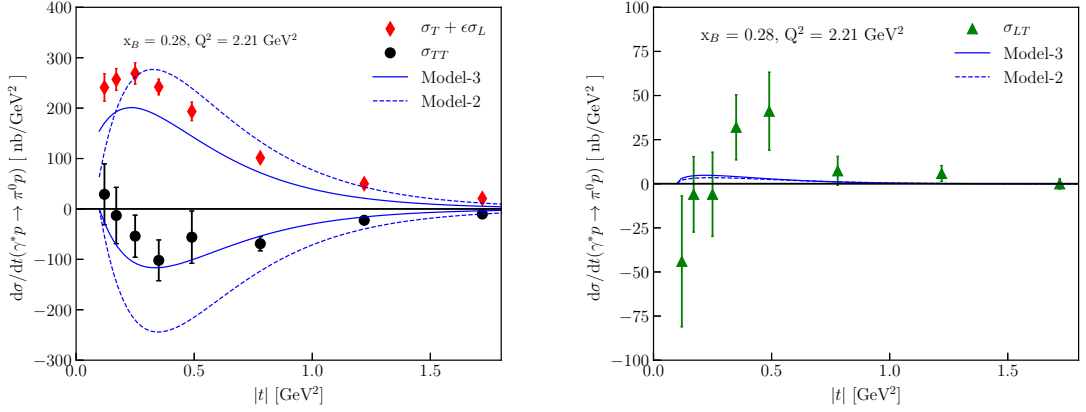 400
300
200
100
0
−100
−200
−300
0.0
0.5
1.0
1.5
dσ/dt(γ*p → π⁰p) [ nb/GeV²]
|t| [GeV²]
x_B = 0.28, Q² = 2.21 GeV²
σ_T + ϵσ_L
σ_TT
Model-3
Model-2
100
75
50
25
0
−25
−50
−75
−100
0.0
0.5
1.0
1.5
dσ/dt(γ*p → π⁰p) [ nb/GeV²]
|t| [GeV²]
x_B = 0.28, Q² = 2.21 GeV²
σ_LT
Model-3
Model-2